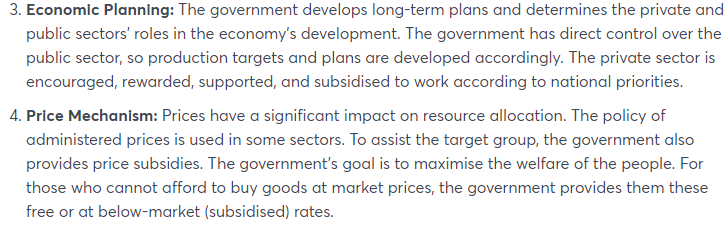 3. Economic Planning: The government develops long-term plans and determines the private and
public sectors' roles in the economy's development. The government has direct control over the
public sector, so production targets and plans are developed accordingly. The private sector is
encouraged, rewarded, supported, and subsidised to work according to national priorities.
4. Price Mechanism: Prices have a significant impact on resource allocation. The policy of
administered prices is used in some sectors. To assist the target group, the government also
provides price subsidies. The government's goal is to maximise the welfare of the people. For
those who cannot afford to buy goods at market prices, the government provides them these
free or at below-market (subsidised) rates.